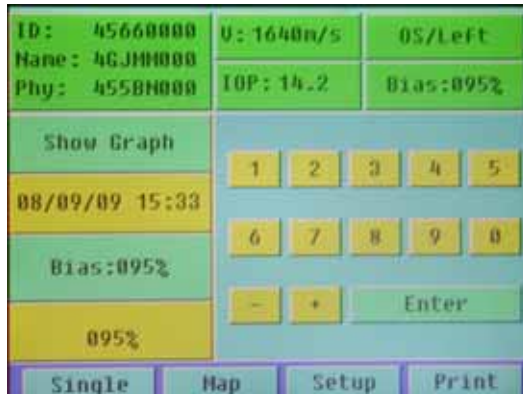 ID: 45660000
Name: 4GJMM000
Phy: 455BN000
V: 1640m/s
OS/Left
IOP: 14.2
Bias:095%
Show Graph
08/09/09 15:33
Bias:095%
095%
1 2 3 4 5
6 7 8 9 0
- + Enter
Single Map Setup Print